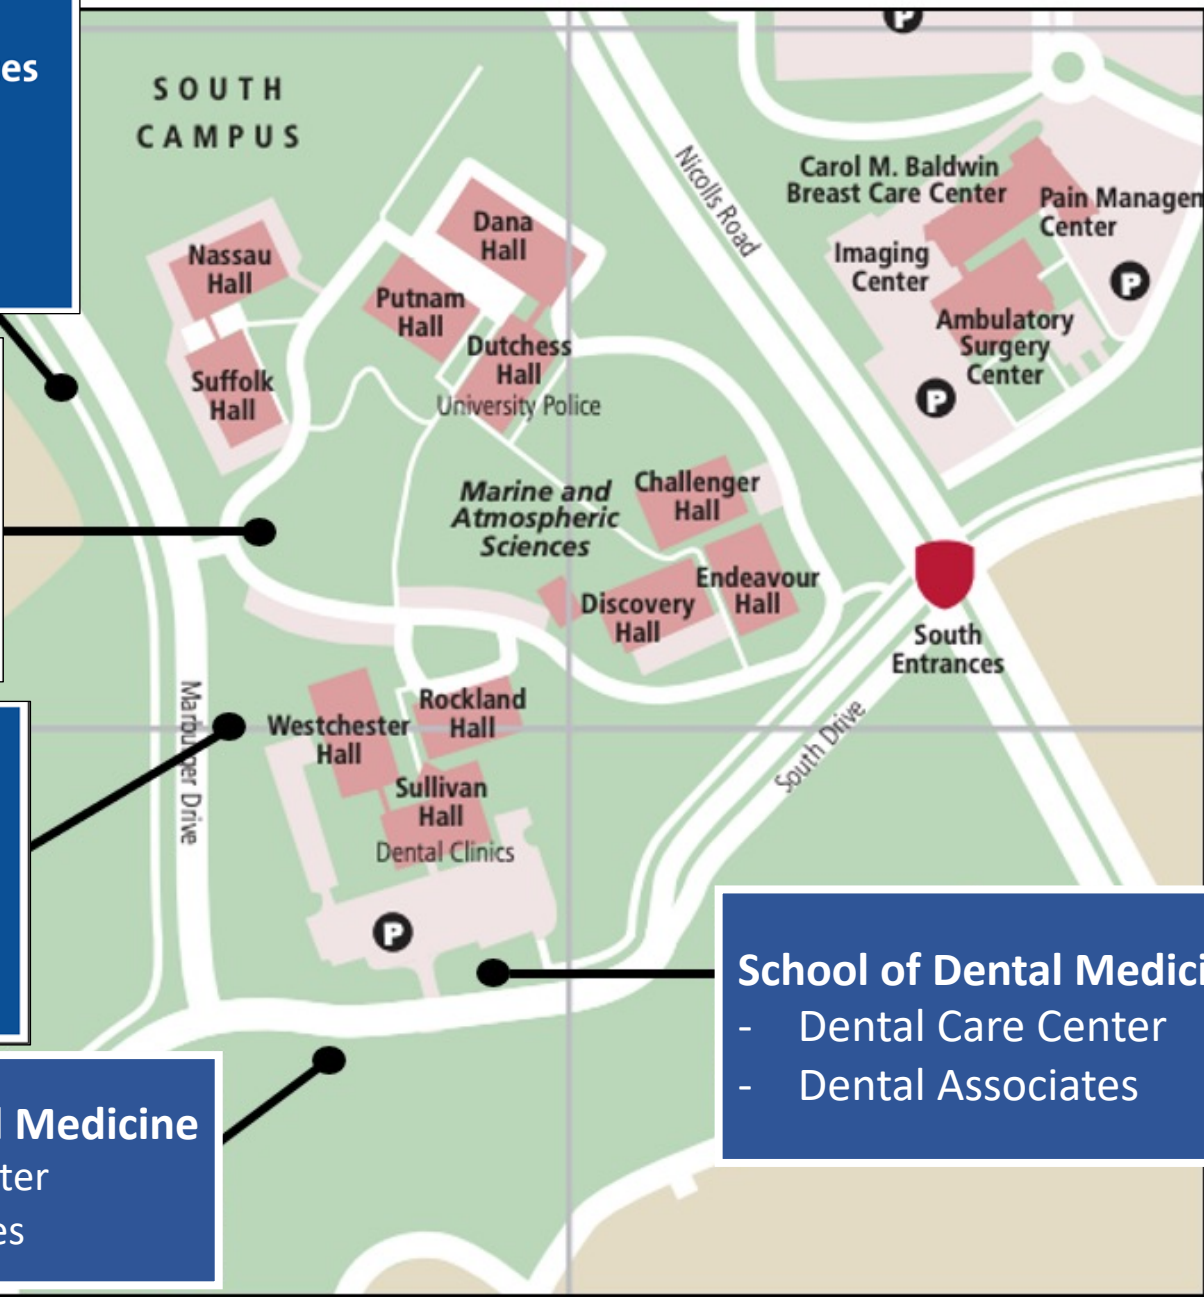 es
SOUTH
CAMPUS
P
Nicolls Road
Carol M. Baldwin
Breast Care Center
Pain Managem
Center
Imaging
Center
P
Ambulatory
Surgery
Center
P
Dana
Hall
Nassau
Hall
Putnam
Hall
Dutchess
Hall
University Police
Suffolk
Hall
Marine and
Atmospheric
Sciences
Challenger
Hall
Endeavour
Hall
Discovery
Hall
South
Entrances
Marburger Drive
Westchester
Hall
Rockland
Hall
South Drive
Sullivan
Hall
Dental Clinics
P
School of Dental Medici
- Dental Care Center
- Dental Associates
l Medicine
ter
es